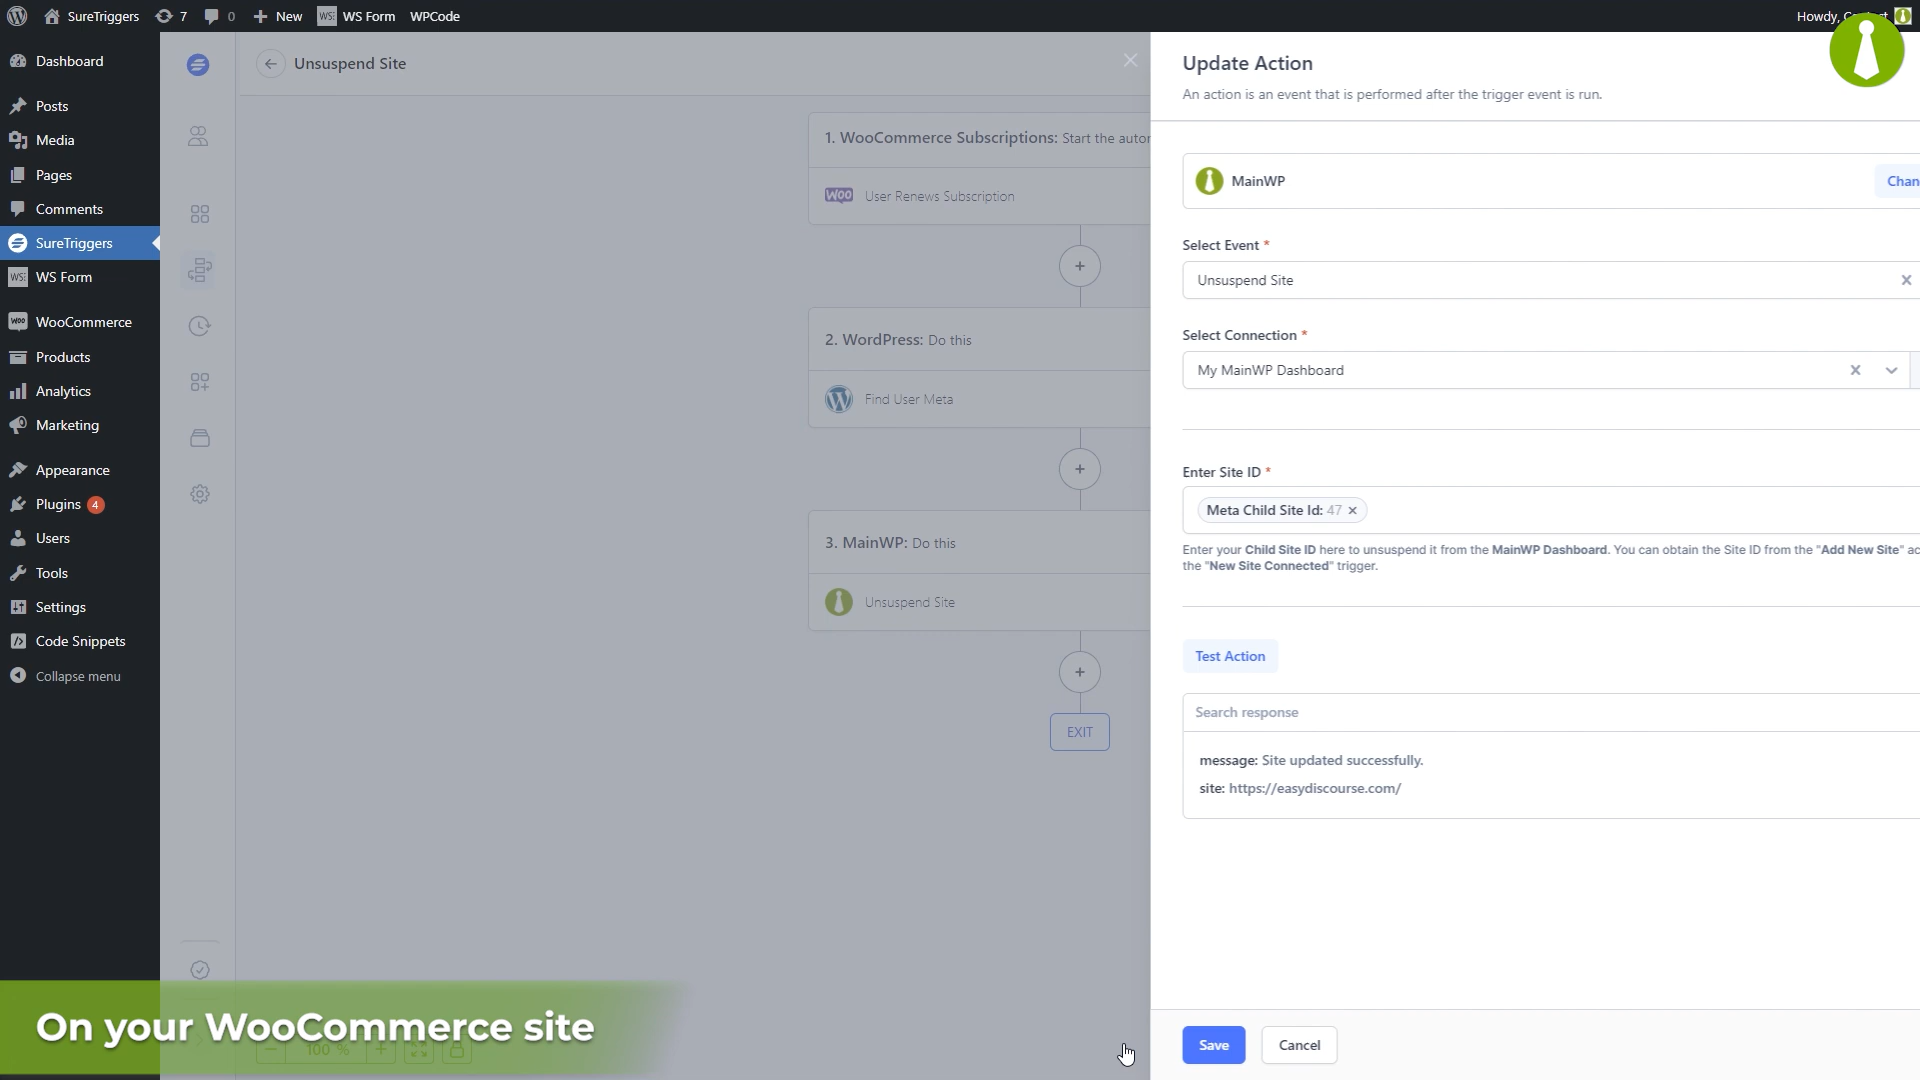 SureTriggers
7
0
New
WS Form
WPCode
Howdy,
Dashboard
Posts
Media
Pages
Comments
SureTriggers
WS Form
WooCommerce
Products
Analytics
Marketing
Appearance
Plugins 4
Users
Tools
Settings
Code Snippets
Collapse menu
Unsuspend Site
1. WooCommerce Subscriptions: Start the autor
User Renews Subscription
2. WordPress: Do this
Find User Meta
3. MainWP: Do this
Unsuspend Site
EXIT
100 %
Update Action
An action is an event that is performed after the trigger event is run.
MainWP
Chan
Select Event *
Unsuspend Site
Select Connection *
My MainWP Dashboard
Enter Site ID *
Meta Child Site Id: 47
Enter your Child Site ID here to unsuspend it from the MainWP Dashboard. You can obtain the Site ID from the "Add New Site" ac
the "New Site Connected" trigger.
Test Action
Search response
message: Site updated successfully.
site: https://easydiscourse.com/
Save
Cancel
On your WooCommerce site